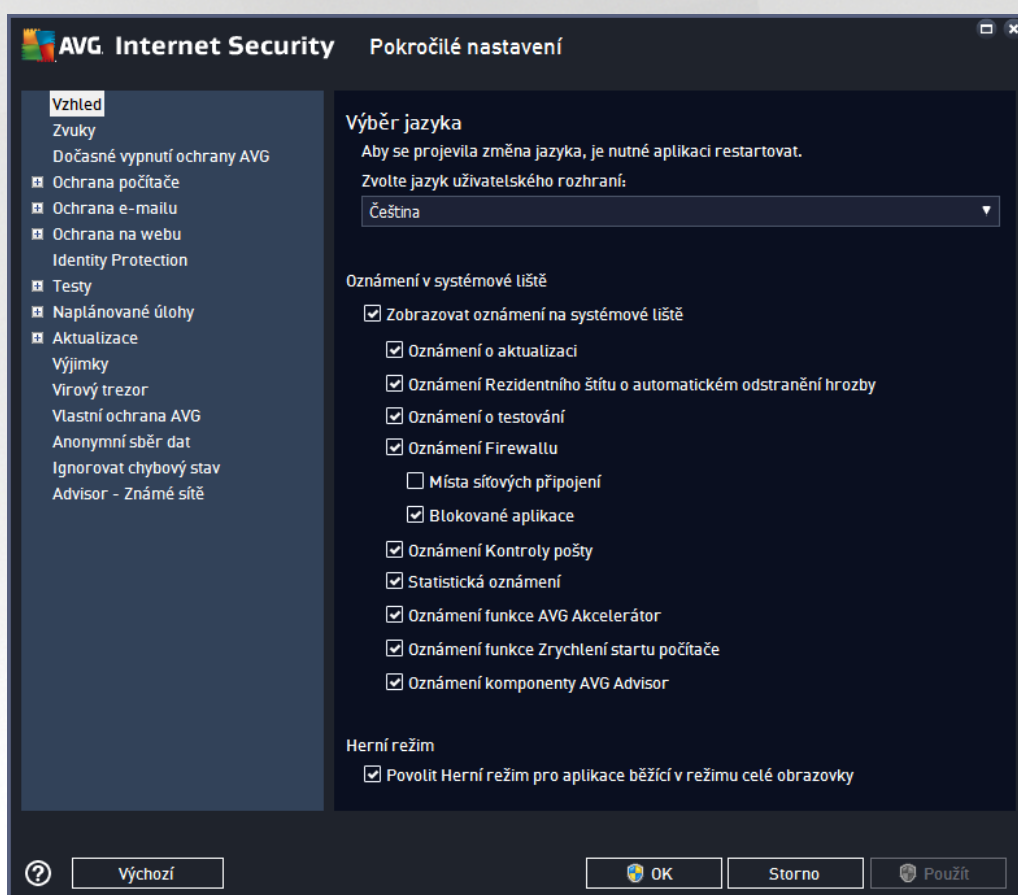 AVG. Internet Security Pokročilé nastavení
Vzhled
Zvuky
Dočasné vypnutí ochrany AVG
Ochrana počítače
Ochrana e-mailu
Ochrana na webu
Identity Protection
Testy
Naplánované úlohy
Aktualizace
Výjimky
Virový trezor
Vlastní ochrana AVG
Anonymní sběr dat
Ignorovat chybový stav
Advisor - Známé sítě
Výběr jazyka
Aby se projevila změna jazyka, je nutné aplikaci restartovat.
Zvolte jazyk uživatelského rozhraní:
Čeština
Oznámení v systémové liště
Zobrazovat oznámení na systémové liště
Oznámení o aktualizaci
Oznámení Rezidentního štítu o automatickém odstranění hrozby
Oznámení o testování
Oznámení Firewallu
Místa síťových připojení
Blokované aplikace
Oznámení Kontroly pošty
Statistická oznámení
Oznámení funkce AVG Akcelerátor
Oznámení funkce Zrychlení startu počítače
Oznámení komponenty AVG Advisor
Herní režim
Povolit Herní režim pro aplikace běžící v režimu celé obrazovky
Výchozí
OK
Storno
Použít